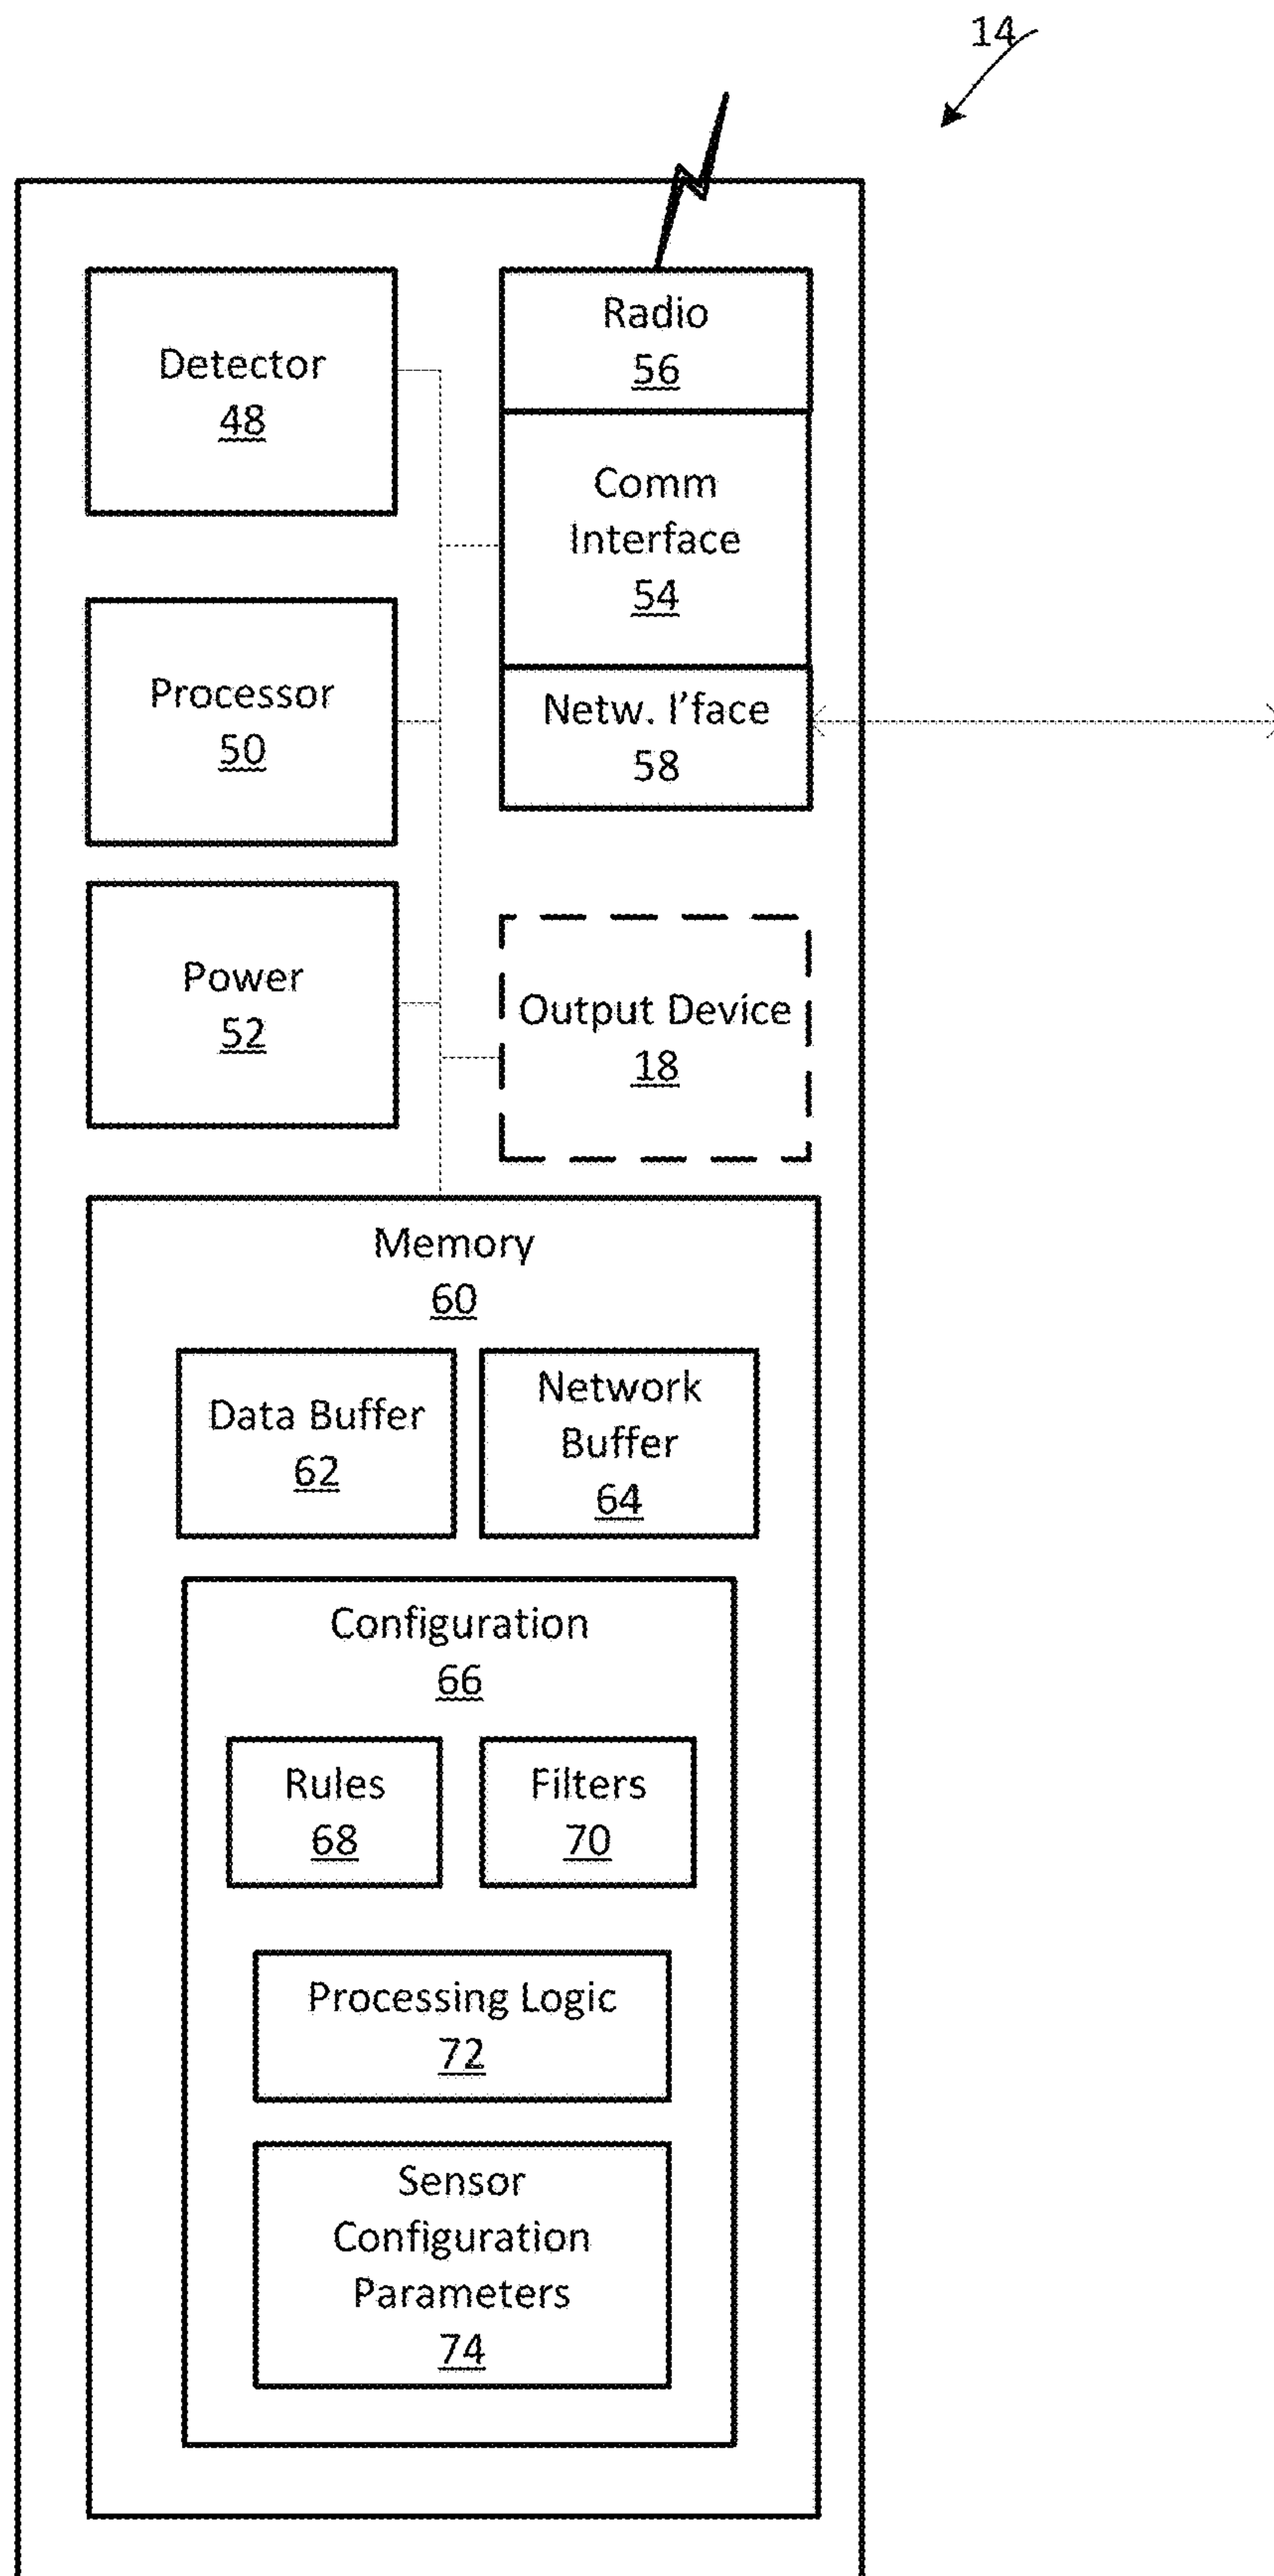 14
Detector
48
Radio
56
Comm
Interface
54
Netw. I'face
58
Processor
50
Power
52
Output Device
18
Memory
60
Data Buffer
62
Network
Buffer
64
Configuration
66
Rules
68
Filters
70
Processing Logic
72
Sensor
Configuration
Parameters
74